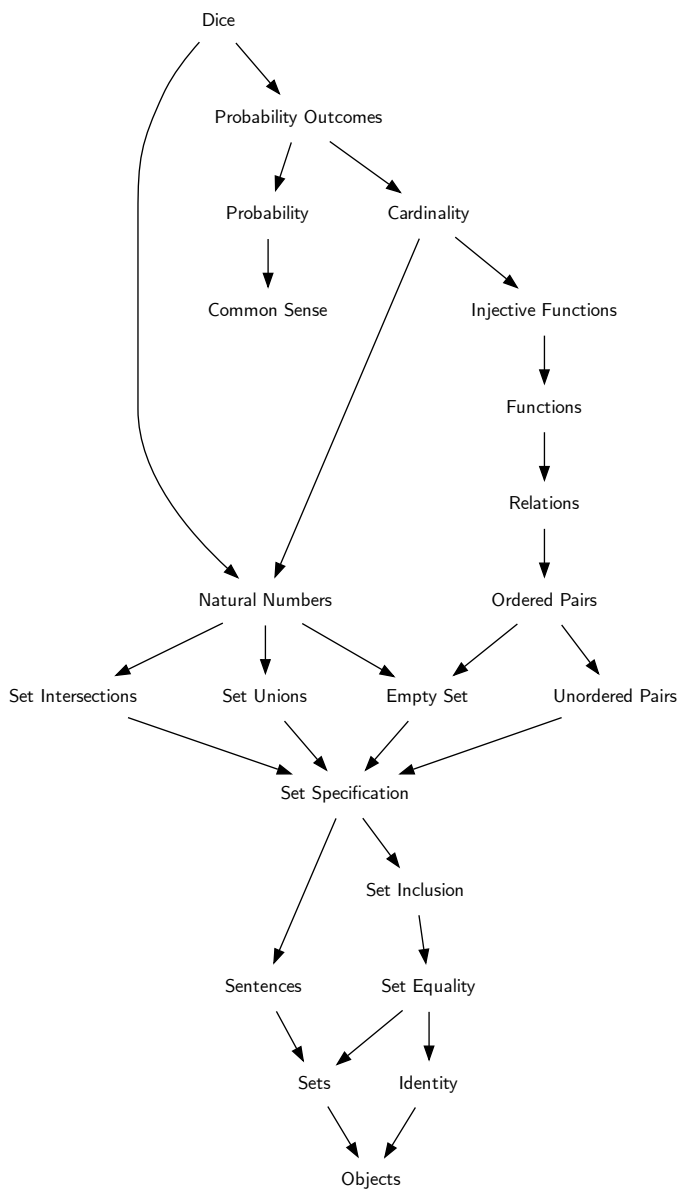 Dice
Probability Outcomes
Probability
Cardinality
Common Sense
Injective Functions
Functions
Relations
Natural Numbers
Ordered Pairs
Set Intersections
Set Unions
Empty Set
Unordered Pairs
Set Specification
Set Inclusion
Sentences
Set Equality
Sets
Identity
Objects